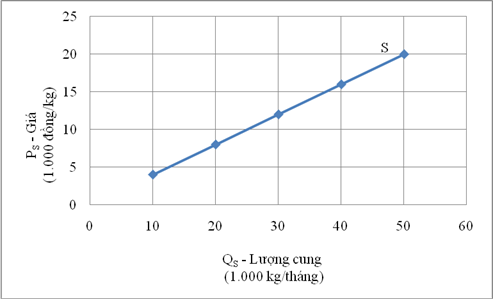 25
20
15
10
5
0
P_S - Giá
(1.000 đồng/kg)
S
0 10 20 30 40 50 60
Q_S - Lượng cung
(1.000 kg/tháng)